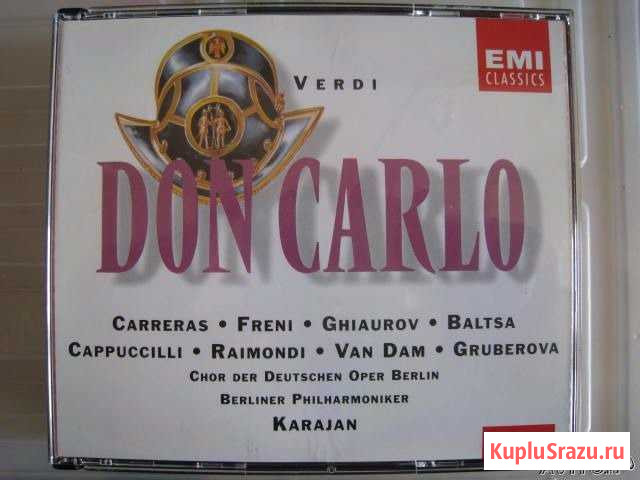 EMI
CLASSICS
VERDI
DON CARLO
CARRERAS • FRENI • GHIAUROV • BALTSA
CAPPUCCILLI • RAIMONDI • VAN DAM • GRUBEROVA
CHOR DER DEUTSCHEN OPER BERLIN
BERLINER PHILHARMONIKER
KARAJAN
KupluSrazu.ru